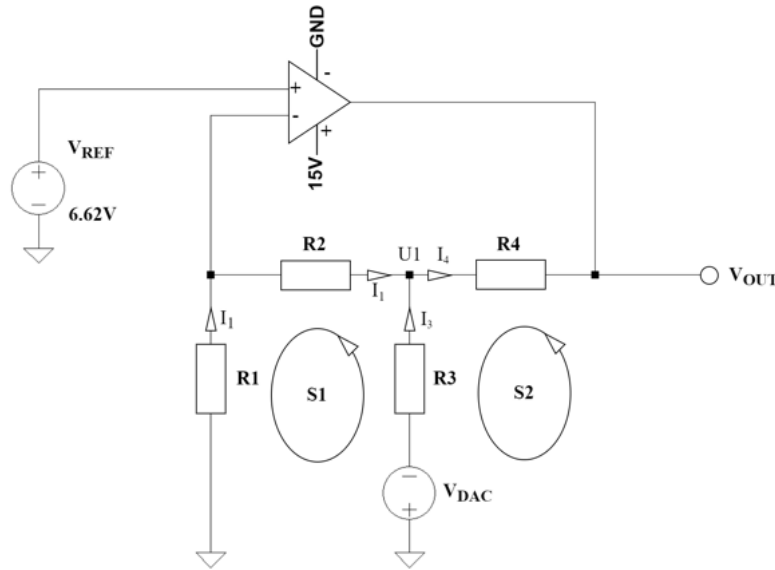 GND
-
+
-
+
15V
VREF
+
-
6.62V
R2
U1
I4
R4
I1
VOUT
I1
I3
R1
S1
R3
S2
-
+
VDAC